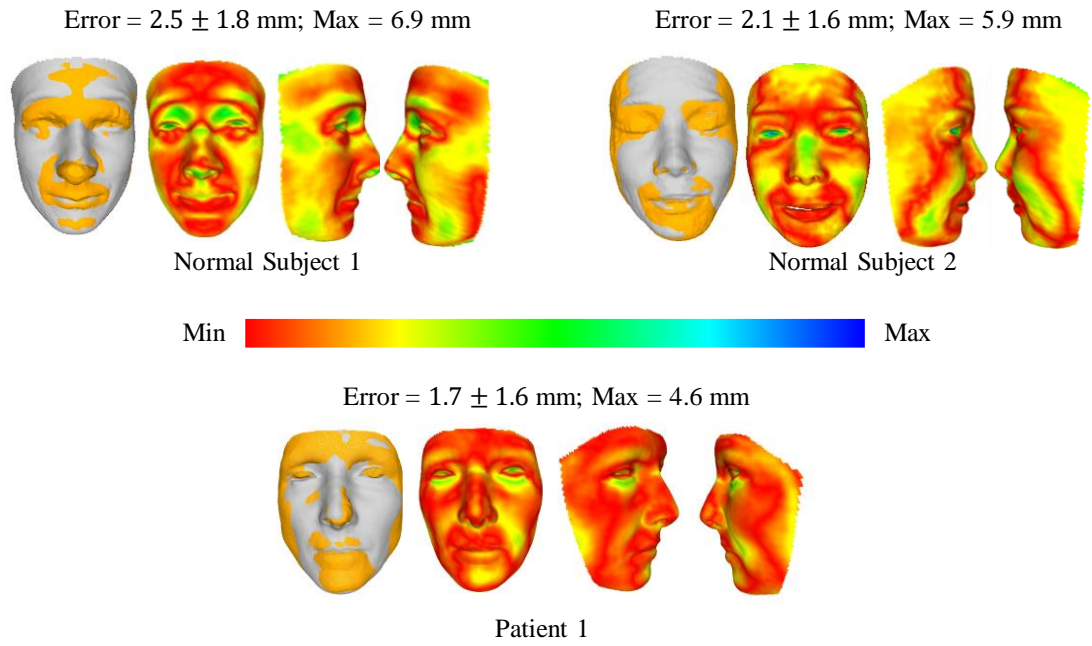 Error = 2.5 ± 1.8 mm; Max = 6.9 mm
Error = 2.1 ± 1.6 mm; Max = 5.9 mm
Normal Subject 1
Normal Subject 2
Min
Max
Error = 1.7 ± 1.6 mm; Max = 4.6 mm
Patient 1